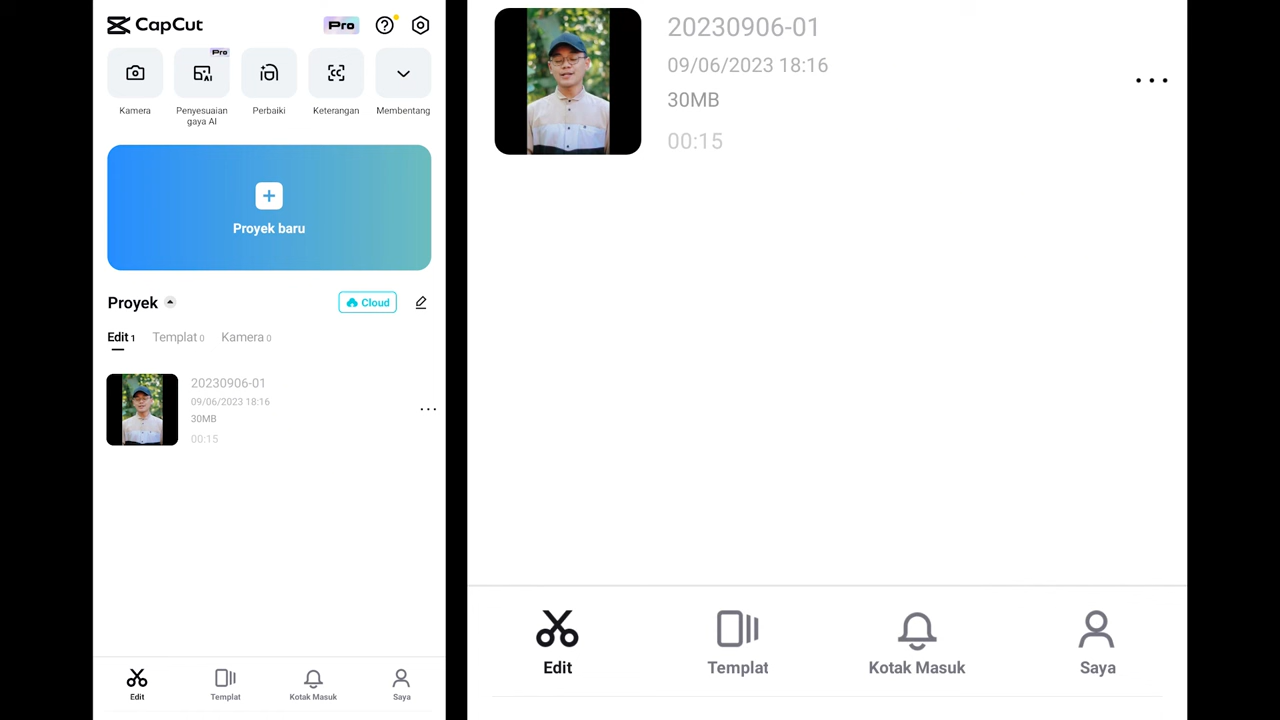 CapCut
Pro
Pro
AI
Kamera
Penyesuaian
gaya AI
Perbaiki
Keterangan
Membentang
Proyek baru
Proyek
Cloud
Edit 1
Templat 0
Kamera 0
20230906-01
09/06/2023 18:16
30MB
00:15
Edit
Templat
Kotak Masuk
Saya
20230906-01
09/06/2023 18:16
30MB
00:15
Edit
Templat
Kotak Masuk
Saya